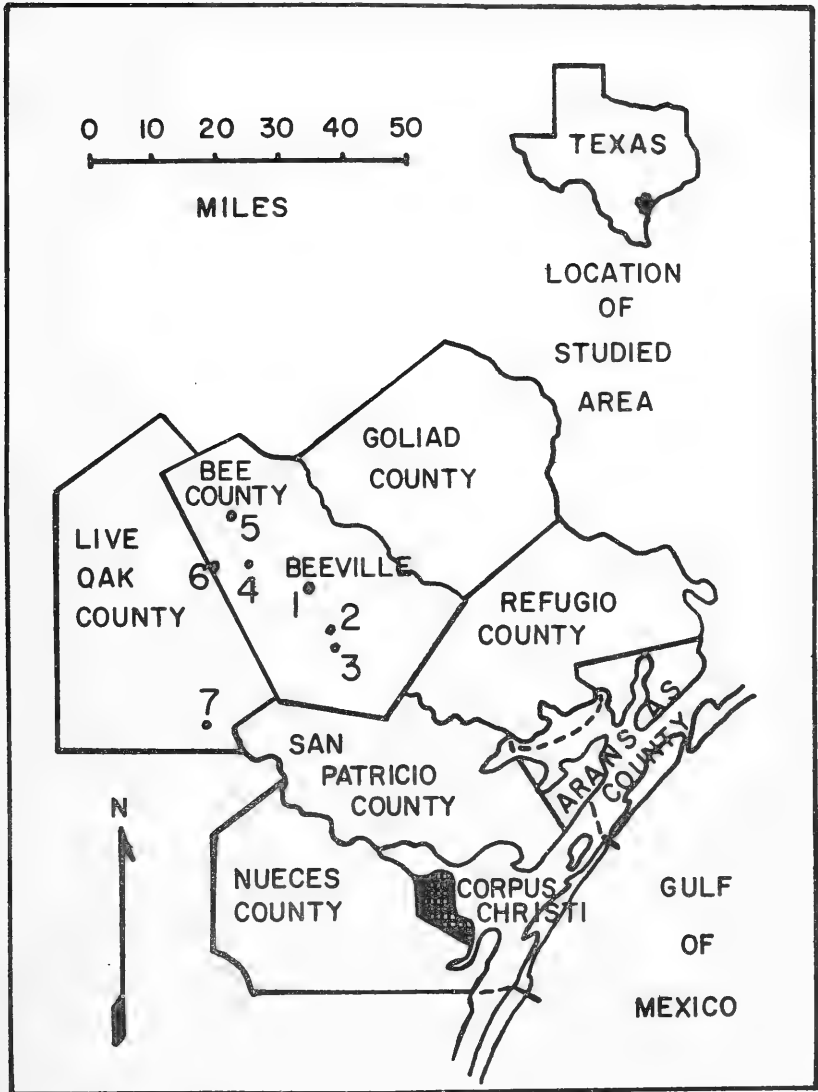 0 10 20 30 40 50
MILES
TEXAS
LOCATION
OF
STUDIED
AREA
GOLIAD
COUNTY
BEE
COUNTY
5
LIVE
OAK
COUNTY
6
4
BEEVILLE
1
2
3
REFUGIO
COUNTY
7
SAN
PATRICIO
COUNTY
ARANSAS
COUNTY
N
NUECES
COUNTY
CORPUS
CHRISTI
GULF
OF
MEXICO